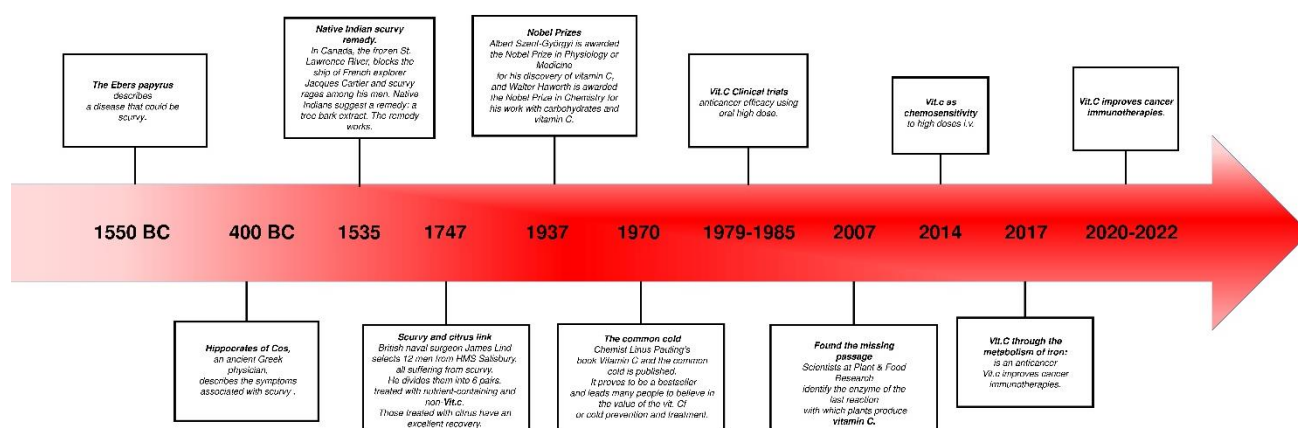 The Ebers papyrus
describes
a disease that could be
scurvy.
Native Indian scurvy
remedy.
In Canada, the frozen St.
Lawrence River, blocks the
ship of French explorer
Jacques Cartier and scurvy
rages among his men. Native
Indians suggest a remedy: a
tree bark extract. The remedy
works.
Nobel Prizes
Albert Szent-Györgyi is awarded
the Nobel Prize in Physiology or
Medicine
for his discovery of vitamin C,
and Walter Haworth is awarded
the Nobel Prize in Chemistry for
his work with carbohydrates and
vitamin C.
Vit.C Clinical trials
anticancer efficacy using
oral high dose.
Vit.c as
chemosensitivity
to high doses i.v.
Vit.C improves cancer
immunotherapies.
1550 BC 400 BC 1535 1747 1937 1970 1979-1985 2007 2014 2017 2020-2022
Hippocrates of Cos,
an ancient Greek
physician,
describes the symptoms
associated with scurvy .
Scurvy and citrus link
British naval surgeon James Lind
selects 12 men from HMS Salisbury,
all suffering from scurvy.
He divides them into 6 pairs,
treated with nutrient-containing and
non-Vit.c.
Those treated with citrus have an
excellent recovery.
The common cold
Chemist Linus Pauling's
book Vitamin C and the common
cold is published.
It proves to be a bestseller
and leads many people to believe in
the value of the vit. Cf
or cold prevention and treatment.
Found the missing
passage
Scientists at Plant & Food
Research
identify the enzyme of the
last reaction
with which plants produce
vitamin C.
Vit.C through the
metabolism of iron:
is an anticancer
Vit.c improves cancer
immunotherapies.